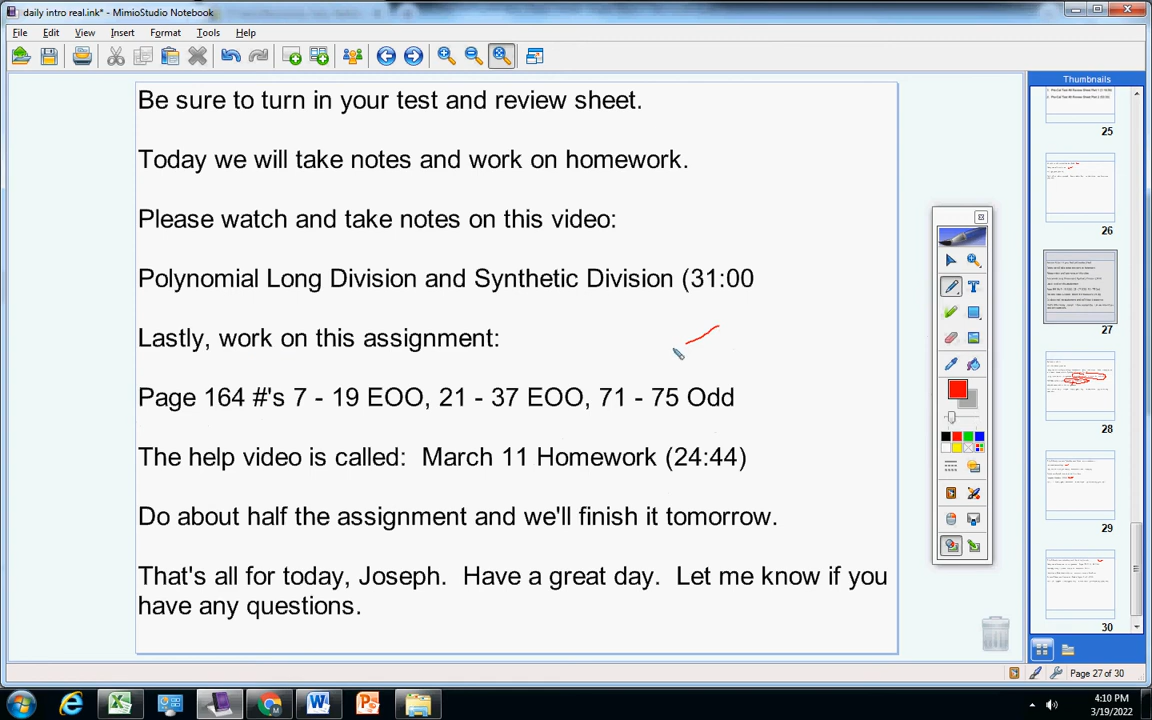 daily intro real.ink* - MimioStudio Notebook
File Edit View Insert Format Tools Help
Be sure to turn in your test and review sheet.
Today we will take notes and work on homework.
Please watch and take notes on this video:
Polynomial Long Division and Synthetic Division (31:00
Lastly, work on this assignment:
Page 164 #'s 7 - 19 EOO, 21 - 37 EOO, 71 - 75 Odd
The help video is called: March 11 Homework (24:44)
Do about half the assignment and we'll finish it tomorrow.
That's all for today, Joseph. Have a great day. Let me know if you
have any questions.
Thumbnails
25
26
27
28
29
30
Page 27 of 30
4:10 PM
3/19/2022